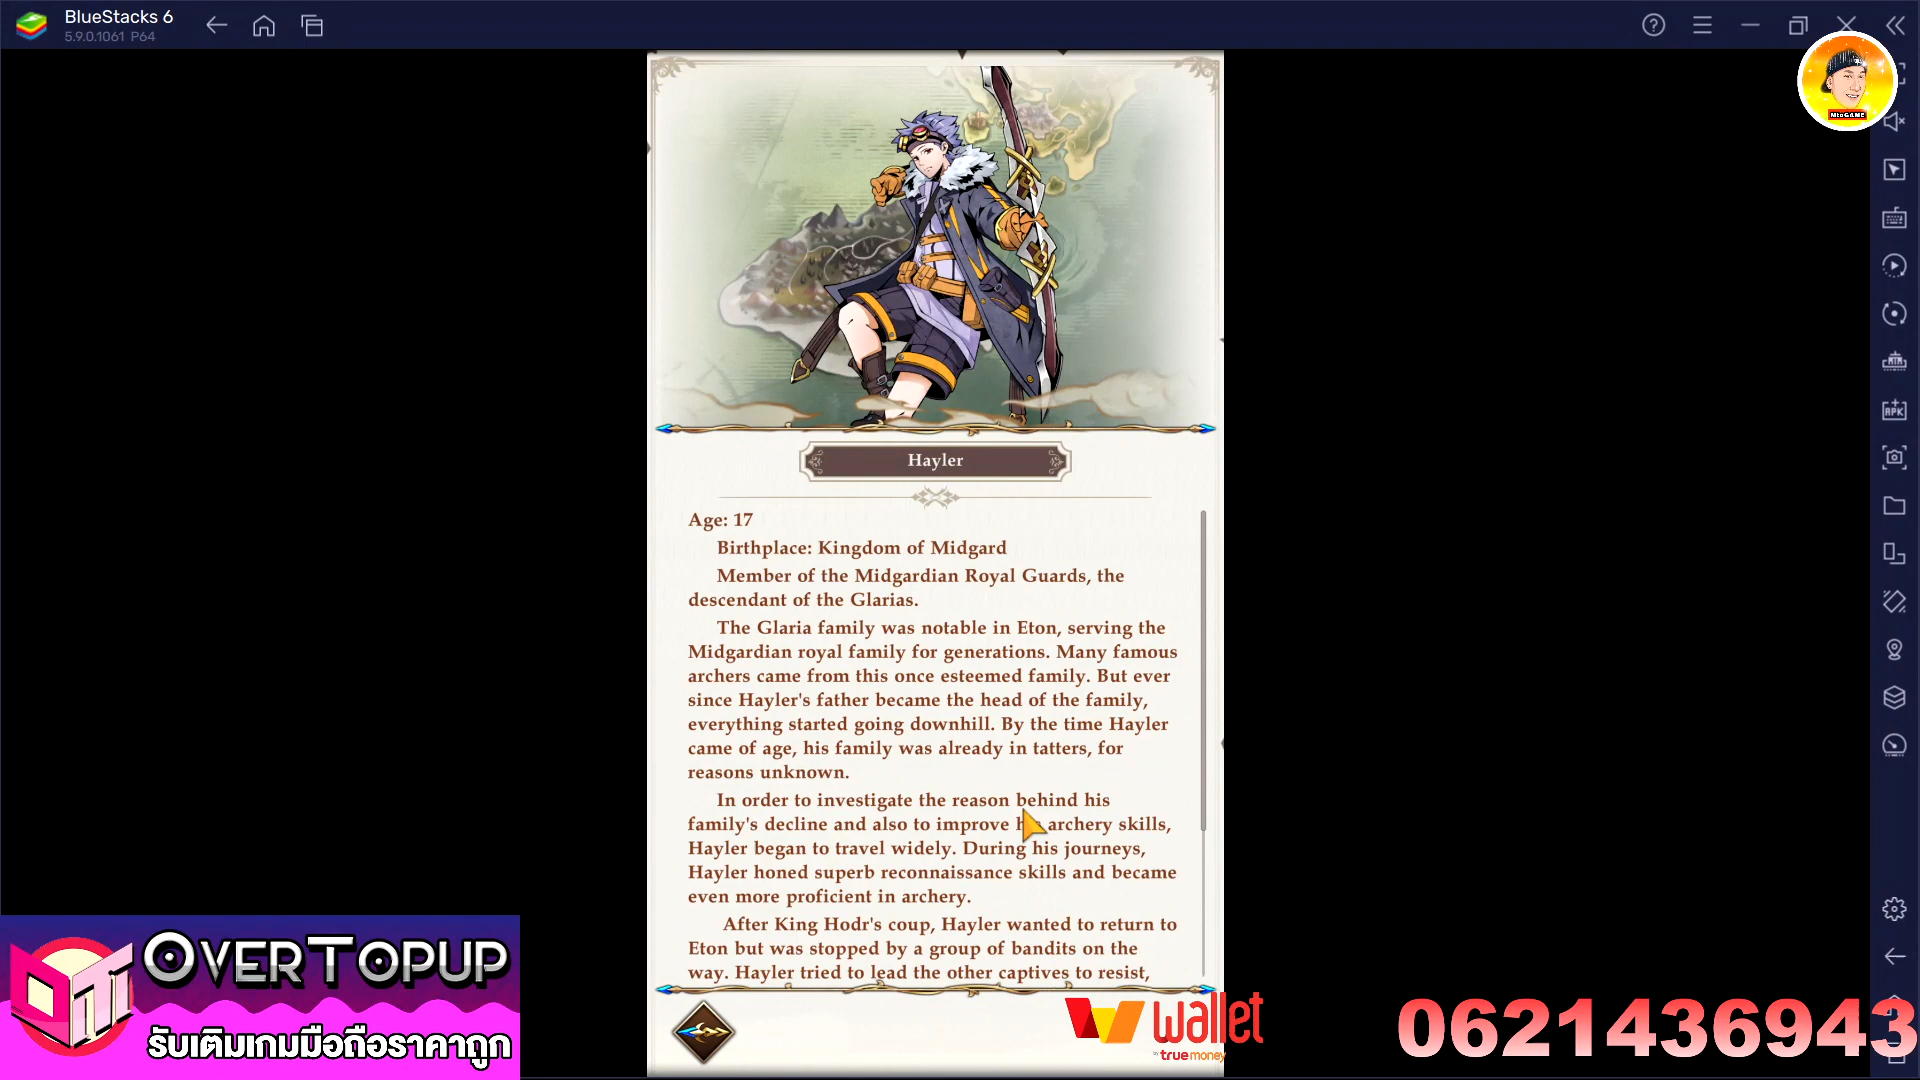 BlueStacks 6
5.9.0.1061 P64
MtoGAME
Hayler
Age: 17
Birthplace: Kingdom of Midgard
Member of the Midgardian Royal Guards, the
descendant of the Glarias.
The Glaria family was notable in Eton, serving the
Midgardian royal family for generations. Many famous
archers came from this once esteemed family. But ever
since Hayler's father became the head of the family,
everything started going downhill. By the time Hayler
came of age, his family was already in tatters, for
reasons unknown.
In order to investigate the reason behind his
family's decline and also to improve his archery skills,
Hayler began to travel widely. During his journeys,
Hayler honed superb reconnaissance skills and became
even more proficient in archery.
After King Hodr's coup, Hayler wanted to return to
Eton but was stopped by a group of bandits on the
way. Hayler tried to lead the other captives to resist,
OVERTOPUP
รับเติมเกมมือถือราคาถูก
wallet
by truemoney
0621436943
APK